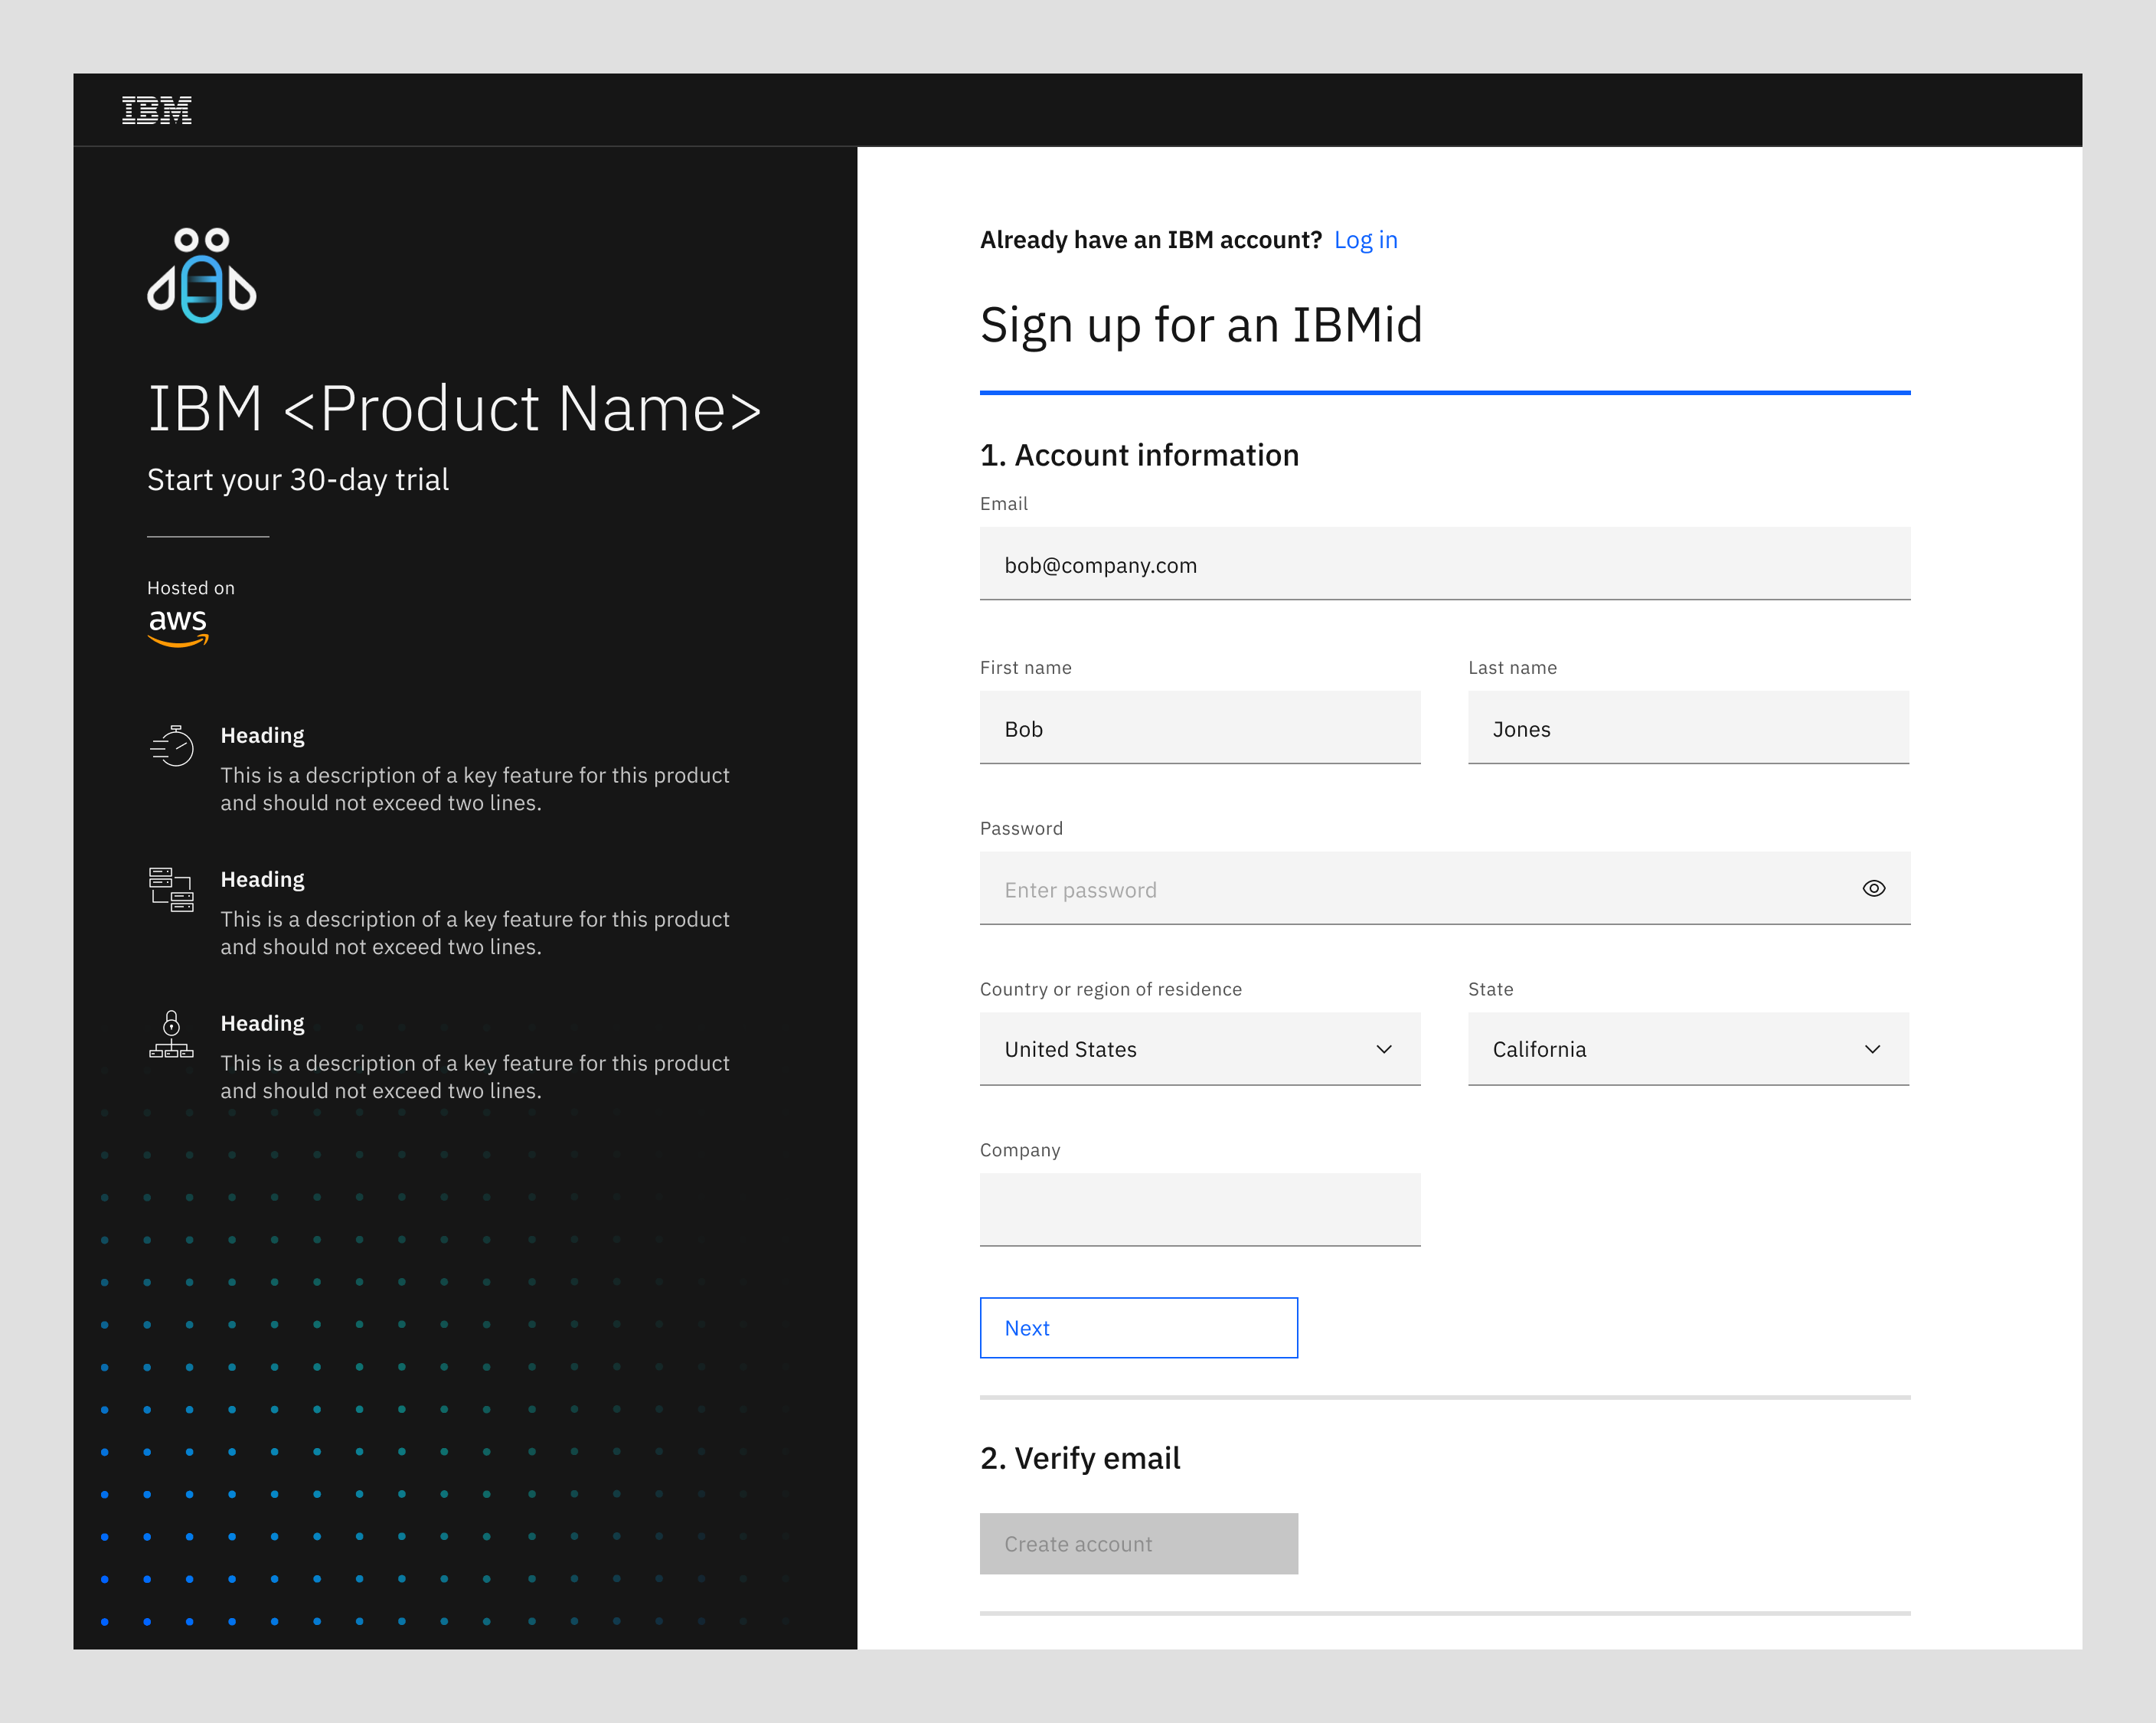 IBM
IBM <Product Name>
Start your 30-day trial
Hosted on
aws
Heading
This is a description of a key feature for this product
and should not exceed two lines.
Heading
This is a description of a key feature for this product
and should not exceed two lines.
Heading
This is a description of a key feature for this product
and should not exceed two lines.
Already have an IBM account? Log in
Sign up for an IBMid
1. Account information
Email
bob@company.com
First name Last name
Bob Jones
Password
Enter password
Country or region of residence State
United States California
Company
Next
2. Verify email
Create account